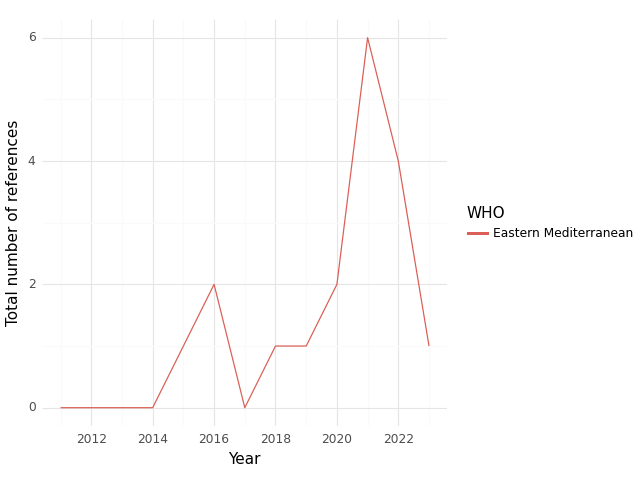 6
4
2
0
2012 2014 2016 2018 2020 2022
Year
Total number of references
WHO
Eastern Mediterranean